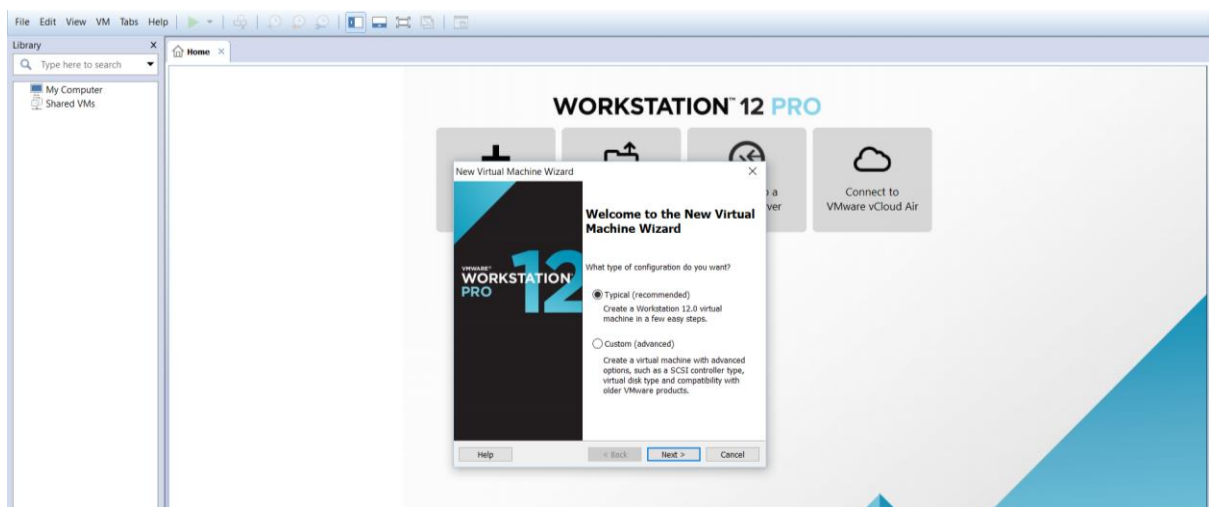 File Edit View VM Tabs Help
Library
Type here to search
My Computer
Shared VMs
Home
WORKSTATION™ 12 PRO
a
ver
Connect to
VMware vCloud Air
New Virtual Machine Wizard
VMWARE®
WORKSTATION
PRO
12
Welcome to the New Virtual
Machine Wizard
What type of configuration do you want?
Typical (recommended)
Create a Workstation 12.0 virtual
machine in a few easy steps.
Custom (advanced)
Create a virtual machine with advanced
options, such as a SCSI controller type,
virtual disk type and compatibility with
older VMware products.
Help
< Back
Next >
Cancel